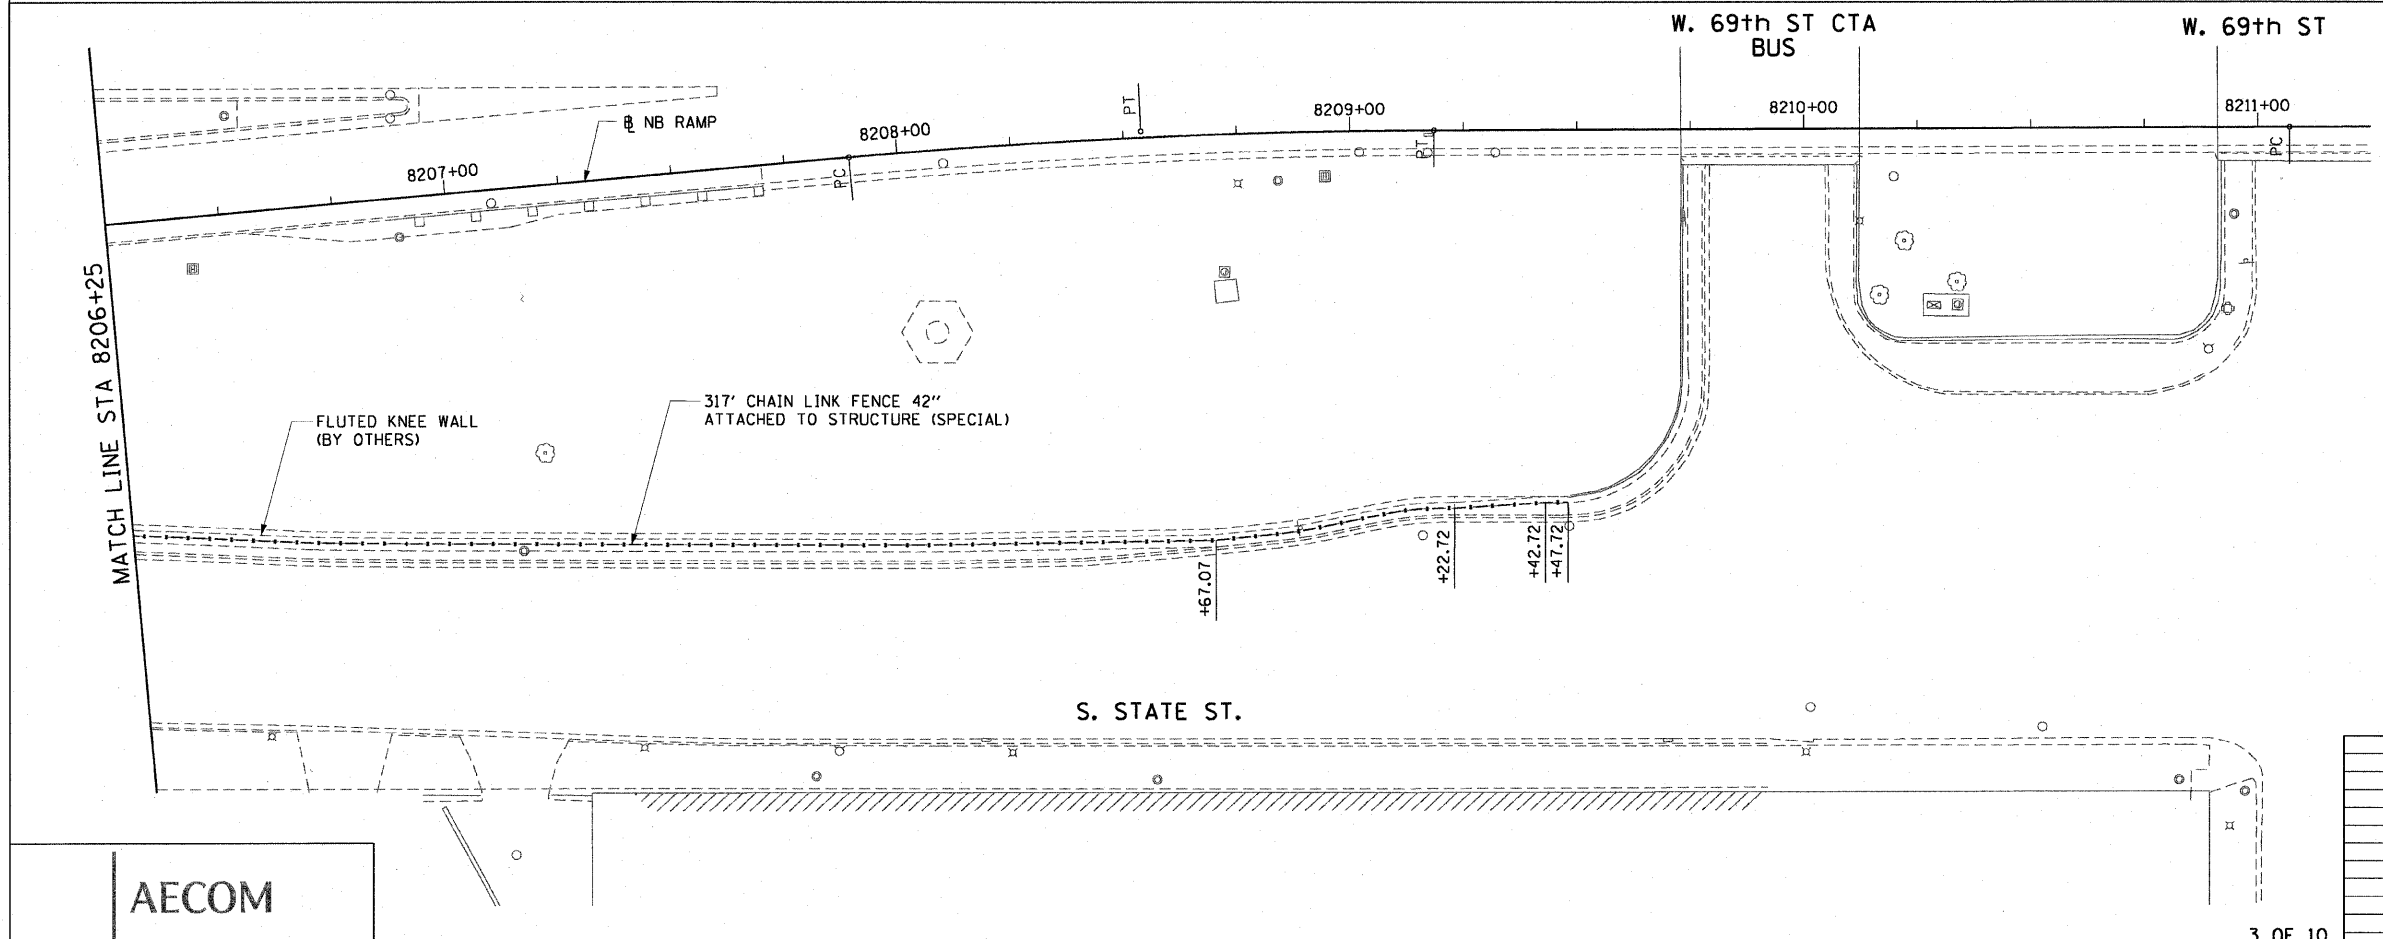 W. 69th ST CTA
BUS
W. 69th ST
PT
8209+00
8210+00
8211+00
℄ NB RAMP
8208+00
PT
PC
8207+00
PC
MATCH LINE STA 8206+25
317' CHAIN LINK FENCE 42"
ATTACHED TO STRUCTURE (SPECIAL)
FLUTED KNEE WALL
(BY OTHERS)
+67.07
+22.72
+42.72
+47.72
S. STATE ST.
AECOM
3 OF 10